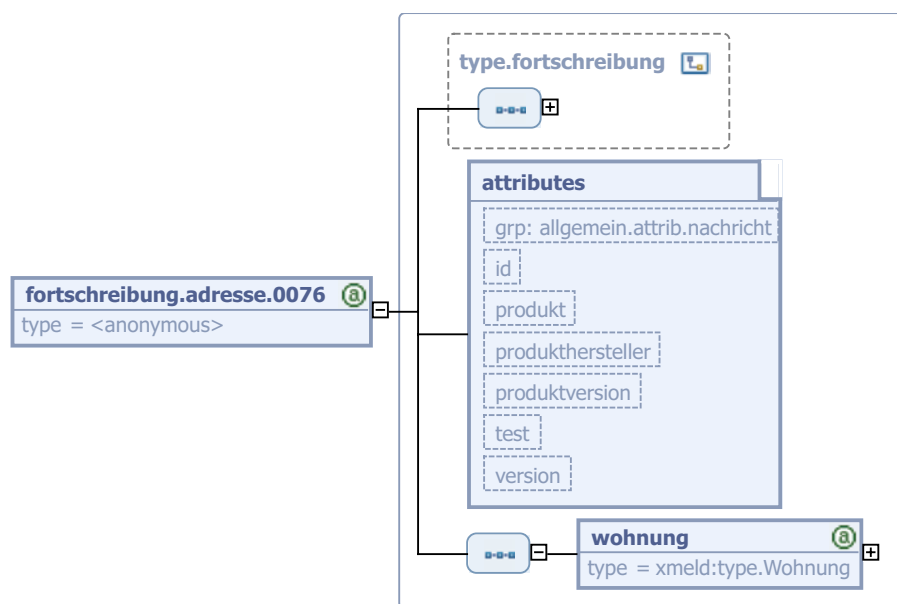 type.fortschreibung
attributes
grp: allgemein.attrib.nachricht
id
produkt
produkthersteller
produktversion
test
version
fortschreibung.adresse.0076
type = <anonymous>
wohnung
type = xmeld:type.Wohnung